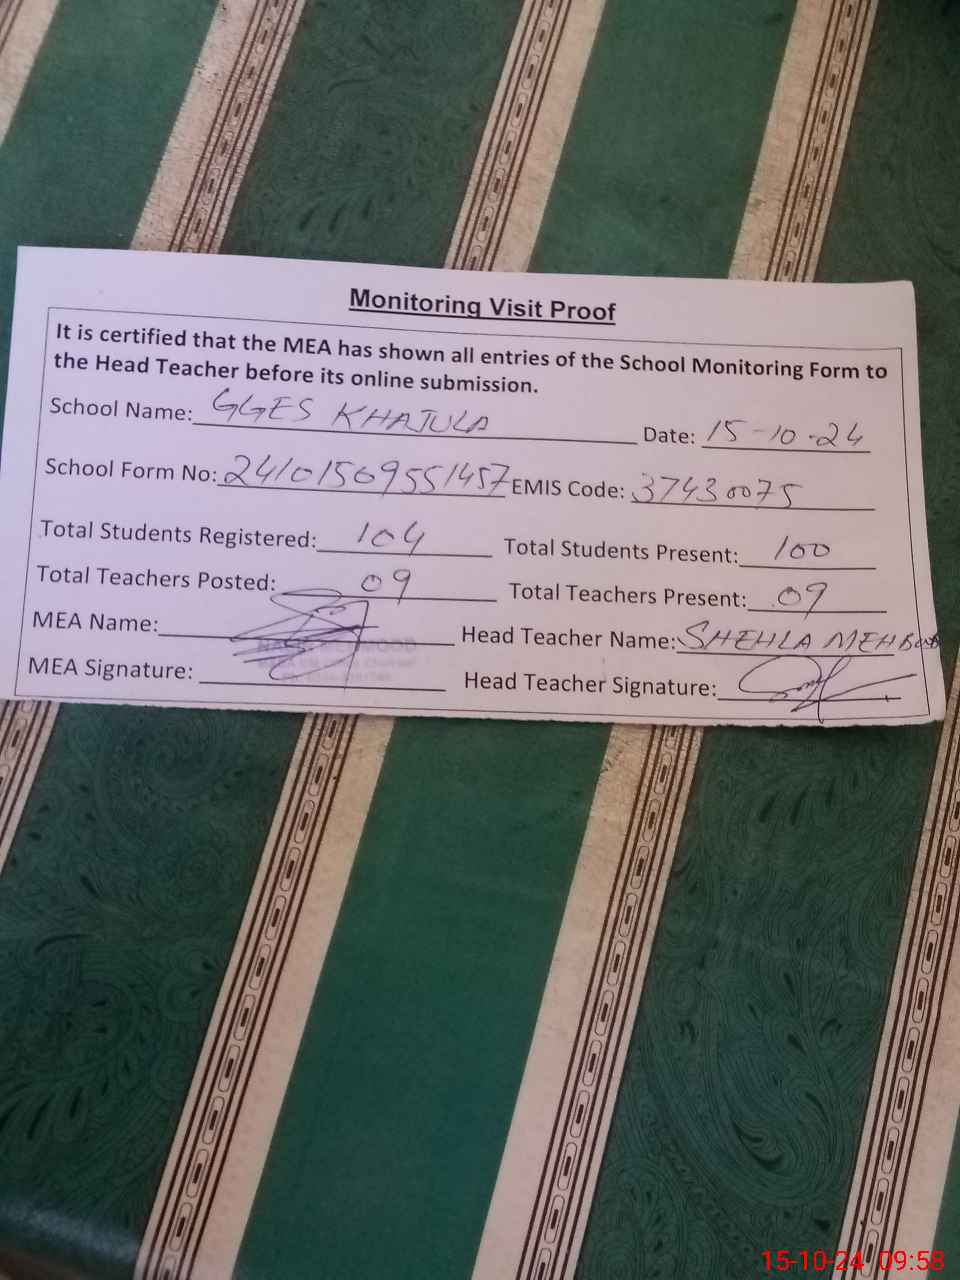 Monitoring Visit Proof
It is certified that the MEA has shown all entries of the School Monitoring Form to
the Head Teacher before its online submission.
School Name: GGES KHATULA Date: 15-10-24
School Form No: 24101509551457 EMIS Code: 37430075
Total Students Registered: 104 Total Students Present: 100
Total Teachers Posted: 09 Total Teachers Present: 09
MEA Name: Head Teacher Name: SHEHLA MEHBOOB
MEA Signature: Head Teacher Signature:
15-10-24 09:58